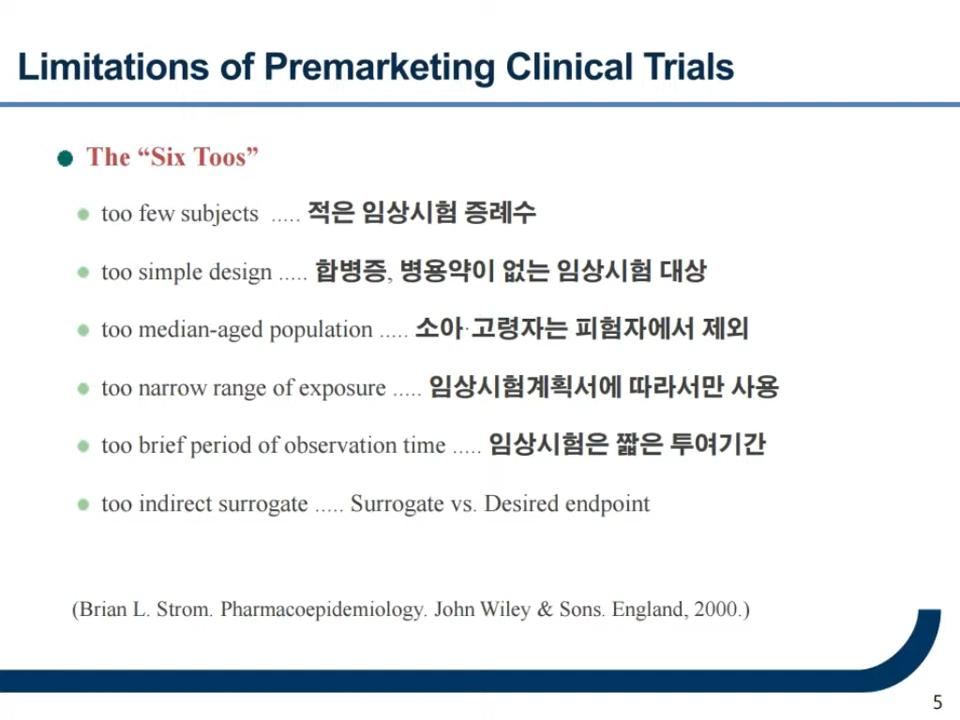 Limitations of Premarketing Clinical Trials
The “Six Toos”
too few subjects ..... 적은 임상시험 증례수
too simple design ..... 합병증, 병용약이 없는 임상시험 대상
too median-aged population ..... 소아·고령자는 피험자에서 제외
too narrow range of exposure ..... 임상시험계획서에 따라서만 사용
too brief period of observation time ..... 임상시험은 짧은 투여기간
too indirect surrogate ..... Surrogate vs. Desired endpoint
(Brian L. Strom. Pharmacoepidemiology. John Wiley & Sons. England, 2000.)
5